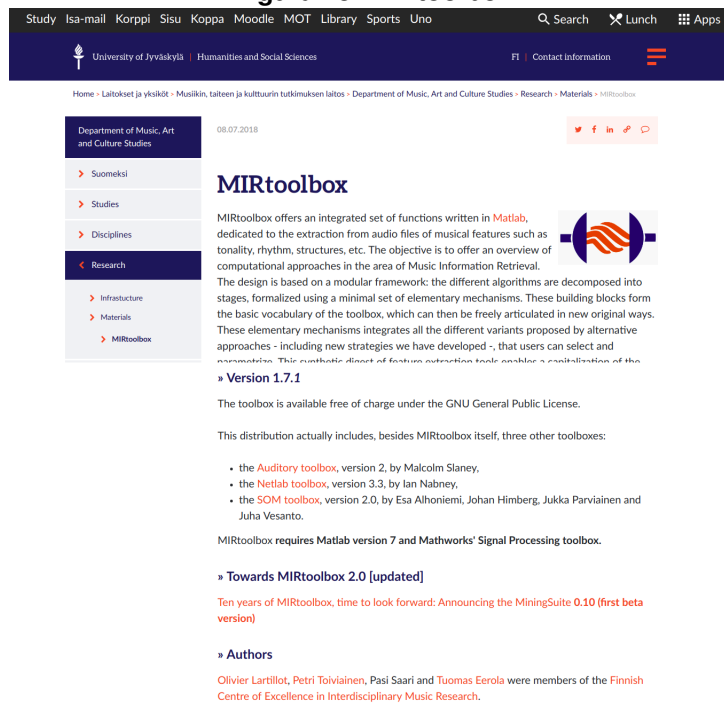 Study Isa-mail Korppi Sisu Koppa Moodle MOT Library Sports Uno Search Lunch Apps
University of Jyväskylä | Humanities and Social Sciences FI | Contact information
Home > Laitokset ja yksiköt > Musiikin, taiteen ja kulttuurin tutkimuksen laitos > Department of Music, Art and Culture Studies > Research > Materials > MIRtoolbox
Department of Music, Art
and Culture Studies
Suomeksi
Studies
Disciplines
Research
Infrastucture
Materials
MIRtoolbox
08.07.2018
MIRtoolbox
MIRtoolbox offers an integrated set of functions written in Matlab,
dedicated to the extraction from audio files of musical features such as
tonality, rhythm, structures, etc. The objective is to offer an overview of
computational approaches in the area of Music Information Retrieval.
The design is based on a modular framework: the different algorithms are decomposed into
stages, formalized using a minimal set of elementary mechanisms. These building blocks form
the basic vocabulary of the toolbox, which can then be freely articulated in new original ways.
These elementary mechanisms integrates all the different variants proposed by alternative
approaches - including new strategies we have developed -, that users can select and
parametrize. This synthetic digest of feature extraction tools enables a capitalization of the
» Version 1.7.1
The toolbox is available free of charge under the GNU General Public License.
This distribution actually includes, besides MIRtoolbox itself, three other toolboxes:
• the Auditory toolbox, version 2, by Malcolm Slaney,
• the Netlab toolbox, version 3.3, by Ian Nabney,
• the SOM toolbox, version 2.0, by Esa Alhoniemi, Johan Himberg, Jukka Parviainen and
Juha Vesanto.
MIRtoolbox requires Matlab version 7 and Mathworks' Signal Processing toolbox.
» Towards MIRtoolbox 2.0 [updated]
Ten years of MIRtoolbox, time to look forward: Announcing the MiningSuite 0.10 (first beta
version)
» Authors
Olivier Lartillot, Petri Toiviainen, Pasi Saari and Tuomas Eerola were members of the Finnish
Centre of Excellence in Interdisciplinary Music Research.